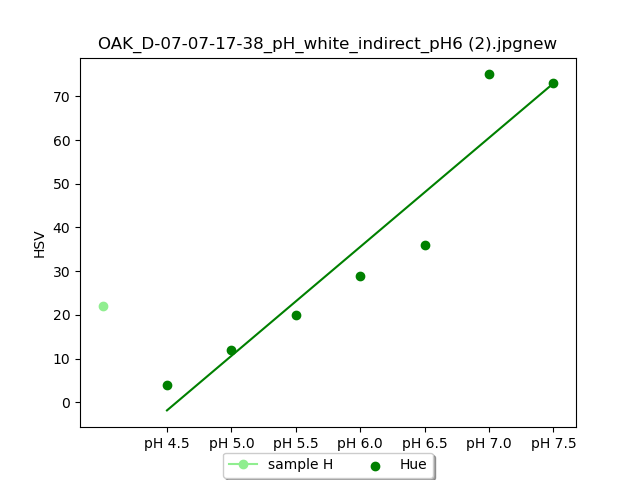 OAK_D-07-07-17-38_pH_white_indirect_pH6 (2).jpgnew
HSV
70
60
50
40
30
20
10
0
pH 4.5 pH 5.0 pH 5.5 pH 6.0 pH 6.5 pH 7.0 pH 7.5
sample H Hue